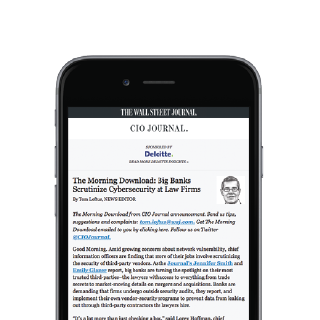 THE WALL STREET JOURNAL.
CIO JOURNAL.
SPONSORED BY
Deloitte.
READ MORE DELOITTE INSIGHTS »
The Morning Download: Big Banks
Scrutinize Cybersecurity at Law Firms
By Tom Loftus, NEWS EDITOR
The Morning Download from CIO Journal announcement. Send us tips,
suggestions and complaints: tom.loftus@wsj.com. Get The Morning
Download emailed to you by clicking here. Follow us on Twitter
@CIOJournal.
Good Morning. Amid growing concerns about network vulnerability, chief
information officers are finding that more of their jobs involve scrutinizing
the security of third-party vendors. As the Journal's Jennifer Smith and
Emily Glazer report, big banks are turning the spotlight on their most
trusted third-parties–the lawyers with access to everything from trade
secrets to market-moving details on mergers and acquisitions. Banks are
demanding that firms undergo outside security audits, they report, and
implement their own vendor-security programs to prevent data from leaking
out through third-party contractors the lawyers hire.
"It's a lot more than just checking a box," said Lorey Hoffman, chief